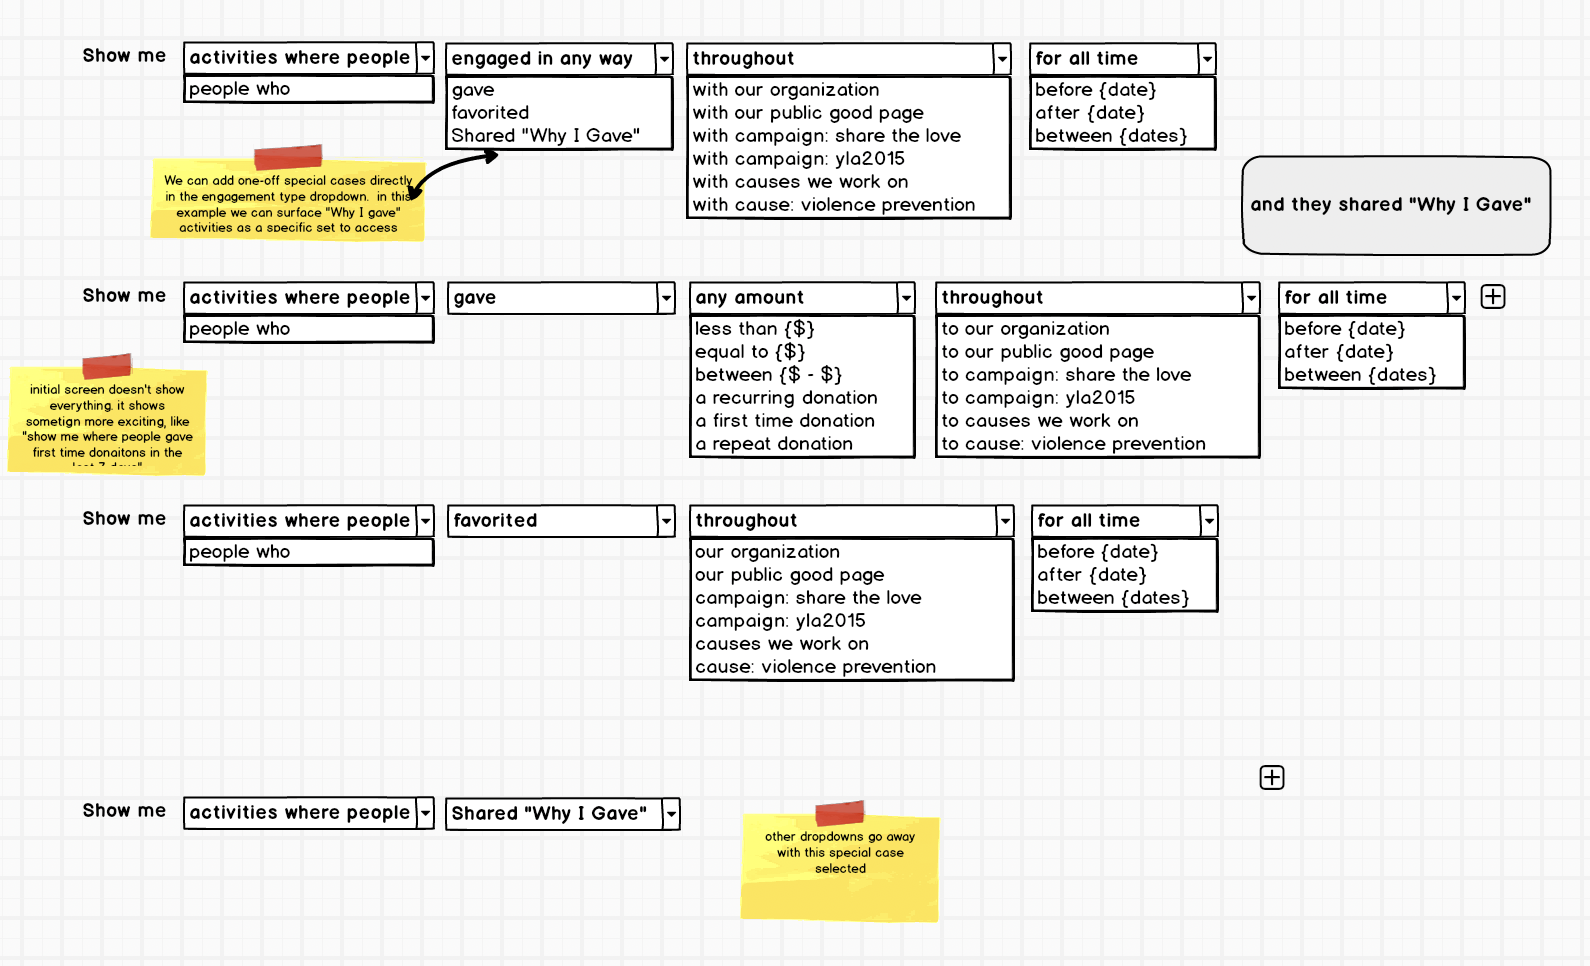 Show me
activities where people
people who
engaged in any way
gave
favorited
Shared "Why I Gave"
throughout
with our organization
with our public good page
with campaign: share the love
with campaign: yla2015
with causes we work on
with cause: violence prevention
for all time
before {date}
after {date}
between {dates}
We can add one-off special cases directly
in the engagement type dropdown. in this
example we can surface "Why I gave"
activities as a specific set to access
and they shared "Why I Gave"
Show me
activities where people
people who
gave
any amount
less than {$}
equal to {$}
between {$ - $}
a recurring donation
a first time donation
a repeat donation
throughout
to our organization
to our public good page
to campaign: share the love
to campaign: yla2015
to causes we work on
to cause: violence prevention
for all time
before {date}
after {date}
between {dates}
initial screen doesn't show
everything. it shows
sometign more exciting, like
"show me where people gave
first time donaitons in the
last 7 days"
Show me
activities where people
people who
favorited
throughout
our organization
our public good page
campaign: share the love
campaign: yla2015
causes we work on
cause: violence prevention
for all time
before {date}
after {date}
between {dates}
Show me
activities where people
Shared "Why I Gave"
other dropdowns go away
with this special case
selected